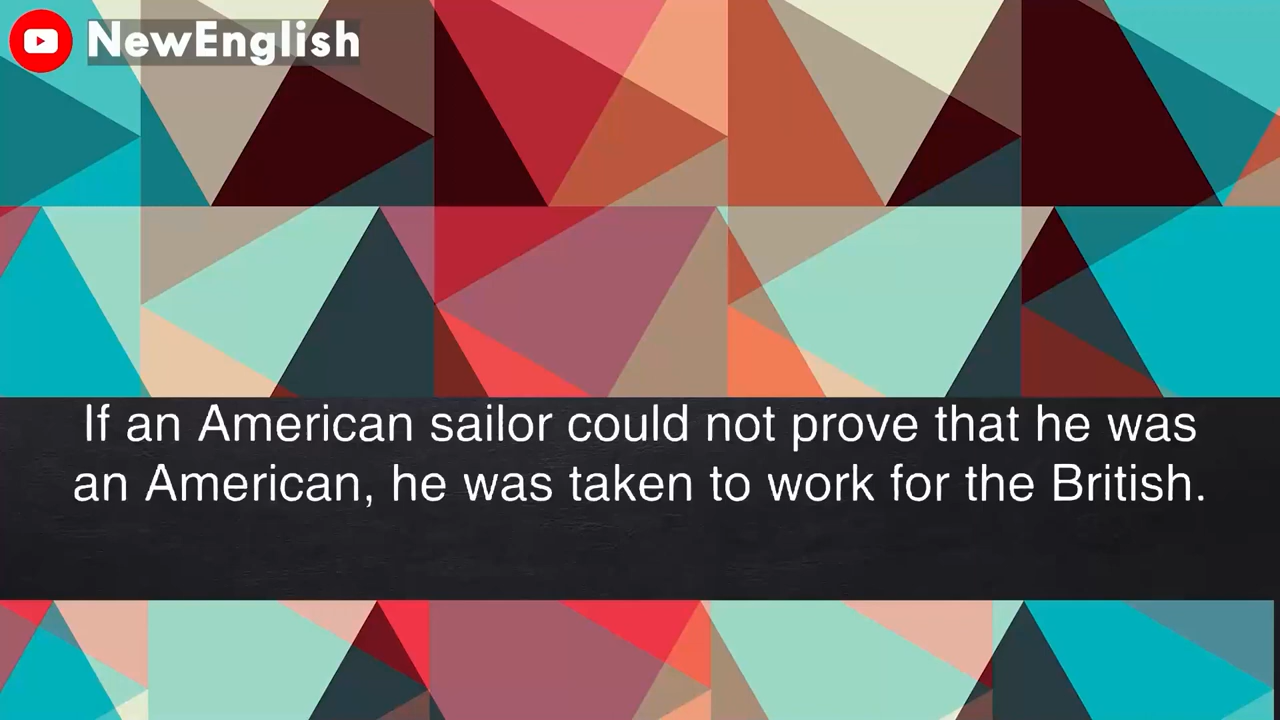 NewEnglish
If an American sailor could not prove that he was
an American, he was taken to work for the British.